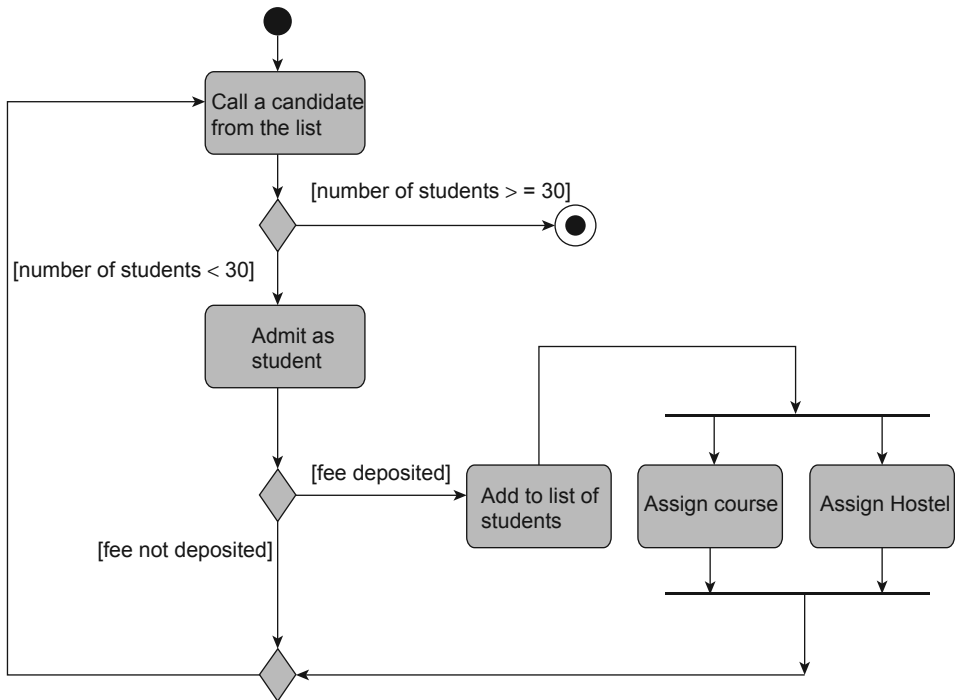 Call a candidate
from the list
[number of students > = 30]
[number of students < 30]
Admit as
student
[fee deposited]
Add to list of
students
Assign course
Assign Hostel
[fee not deposited]